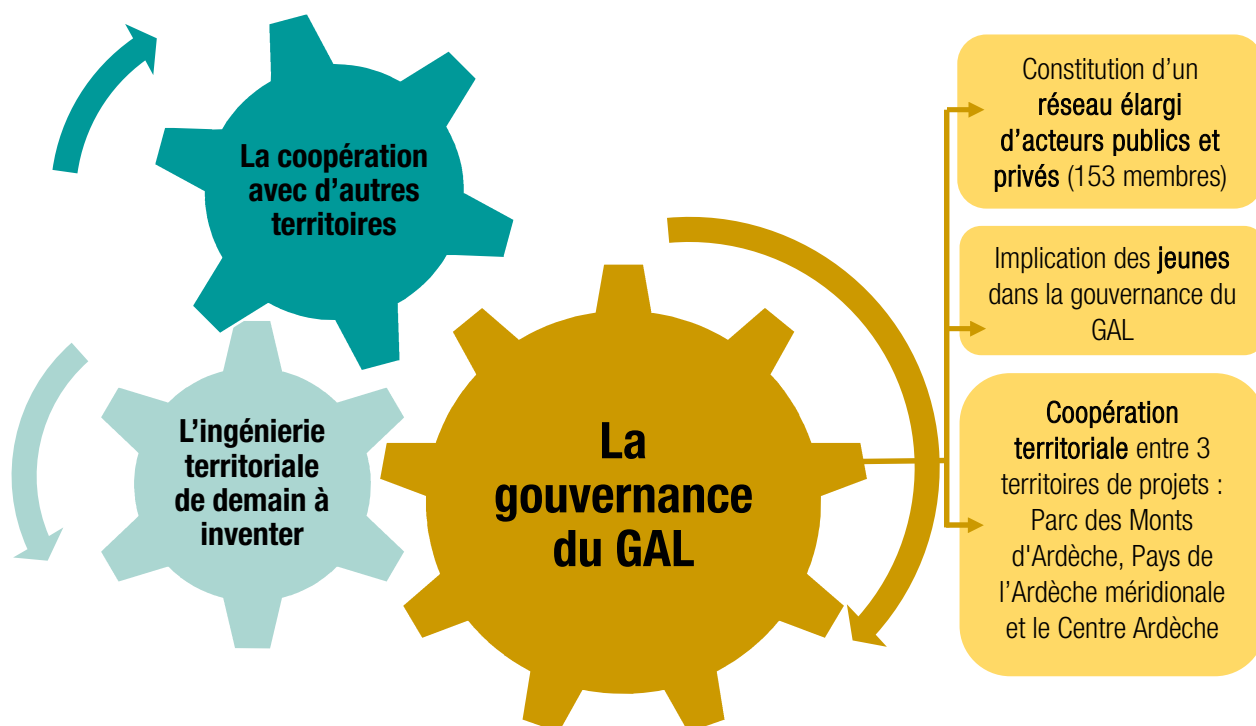 La coopération
avec d'autres
territoires
L'ingénierie
territoriale
de demain à
inventer
La
gouvernance
du GAL
Constitution d'un
réseau élargi
d'acteurs publics et
privés (153 membres)
Implication des jeunes
dans la gouvernance du
GAL
Coopération
territoriale entre 3
territoires de projets :
Parc des Monts
d'Ardèche, Pays de
l'Ardèche méridionale
et le Centre Ardèche